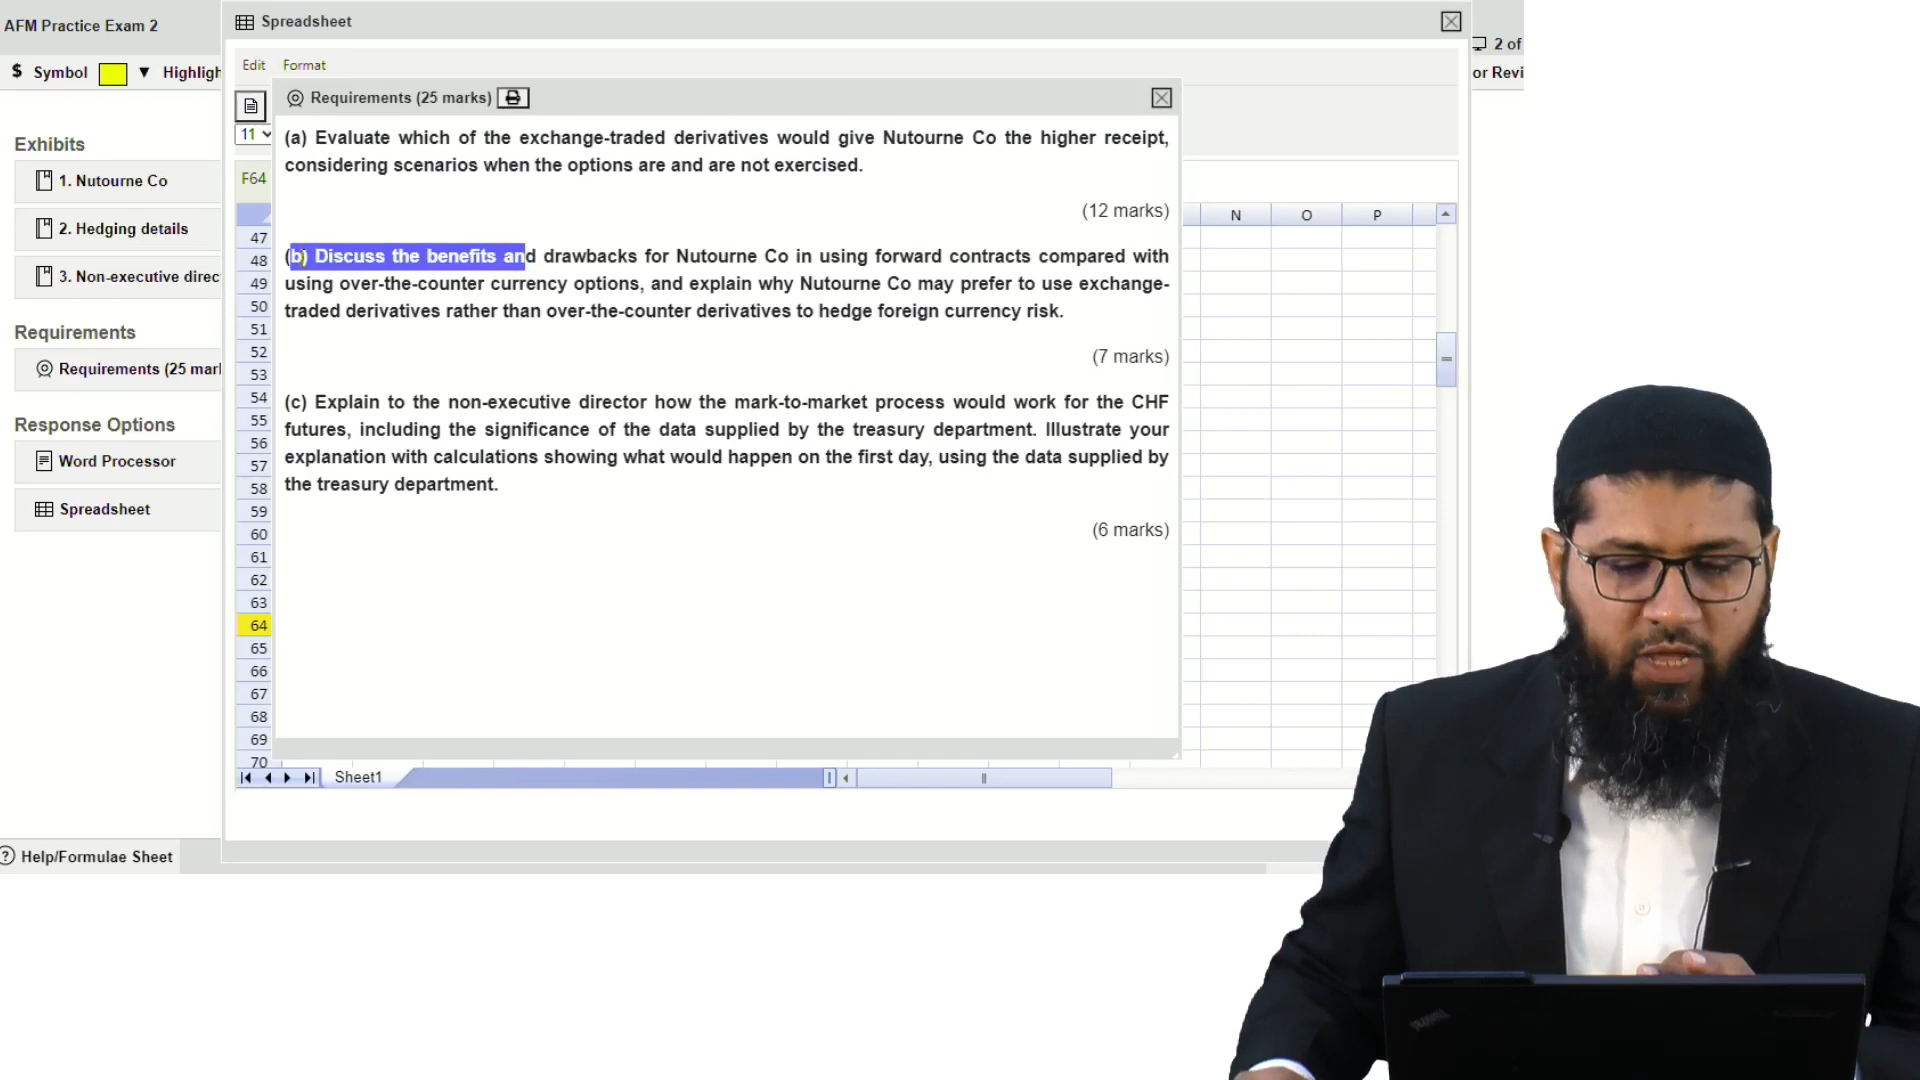 AFM Practice Exam 2
Spreadsheet
2 of
Symbol
Highligh
or Revi
Edit
Format
11
Requirements (25 marks)
(a) Evaluate which of the exchange-traded derivatives would give Nutourne Co the higher receipt,
considering scenarios when the options are and are not exercised.
(12 marks)
(b) Discuss the benefits and drawbacks for Nutourne Co in using forward contracts compared with
using over-the-counter currency options, and explain why Nutourne Co may prefer to use exchange-
traded derivatives rather than over-the-counter derivatives to hedge foreign currency risk.
(7 marks)
(c) Explain to the non-executive director how the mark-to-market process would work for the CHF
futures, including the significance of the data supplied by the treasury department. Illustrate your
explanation with calculations showing what would happen on the first day, using the data supplied by
the treasury department.
(6 marks)
Exhibits
1. Nutourne Co
2. Hedging details
3. Non-executive direc
Requirements
Requirements (25 marl
Response Options
Word Processor
Spreadsheet
Help/Formulae Sheet
F64
N
O
P
47
48
49
50
51
52
53
54
55
56
57
58
59
60
61
62
63
64
65
66
67
68
69
70
Sheet1
ThinkPad